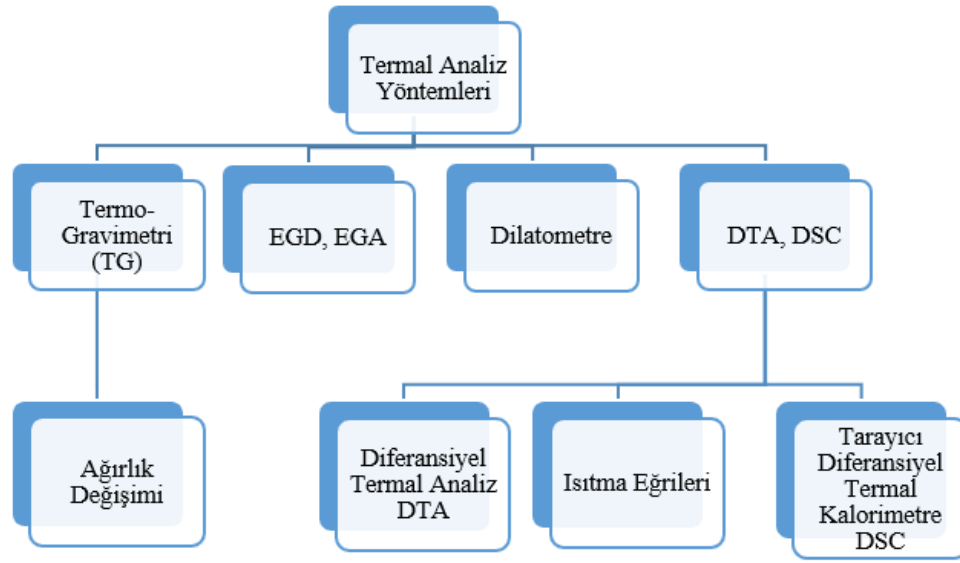 Termal Analiz
Yöntemleri
Termo-
Gravimetri
(TG)
EGD, EGA
Dilatometre
DTA, DSC
Ağırlık
Değişimi
Diferansiyel
Termal Analiz
DTA
Isıtma Eğrileri
Tarayıcı
Diferansiyel
Termal
Kalorimetre
DSC